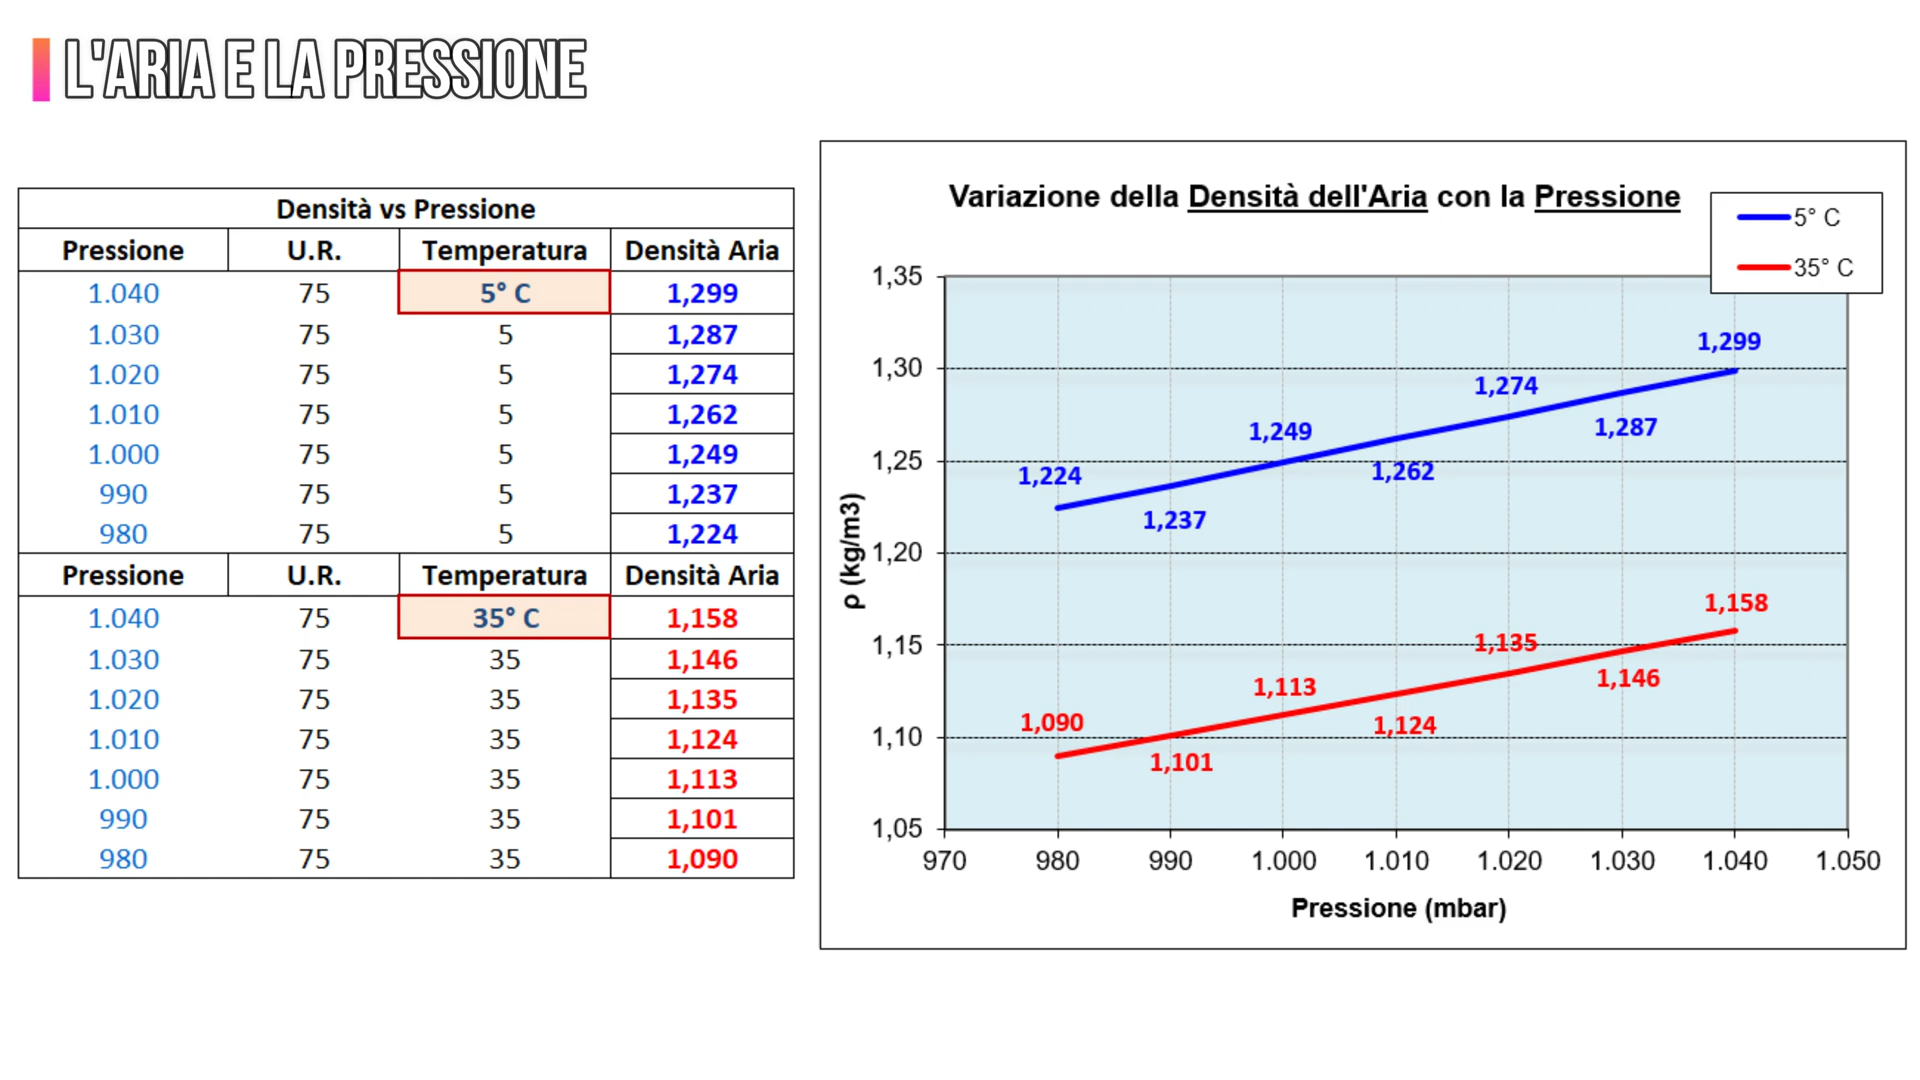 L'ARIA E LA PRESSIONE
Densità vs Pressione
Pressione U.R. Temperatura Densità Aria
1.040 75 5° C 1,299
1.030 75 5 1,287
1.020 75 5 1,274
1.010 75 5 1,262
1.000 75 5 1,249
990 75 5 1,237
980 75 5 1,224
Pressione U.R. Temperatura Densità Aria
1.040 75 35° C 1,158
1.030 75 35 1,146
1.020 75 35 1,135
1.010 75 35 1,124
1.000 75 35 1,113
990 75 35 1,101
980 75 35 1,090
Variazione della Densità dell'Aria con la Pressione
5° C
35° C
1,35
1,30
1,25
1,20
1,15
1,10
1,05
ρ (kg/m3)
1,299
1,274
1,287
1,249
1,262
1,224
1,237
1,158
1,135
1,146
1,113
1,124
1,090
1,101
970 980 990 1.000 1.010 1.020 1.030 1.040 1.050
Pressione (mbar)